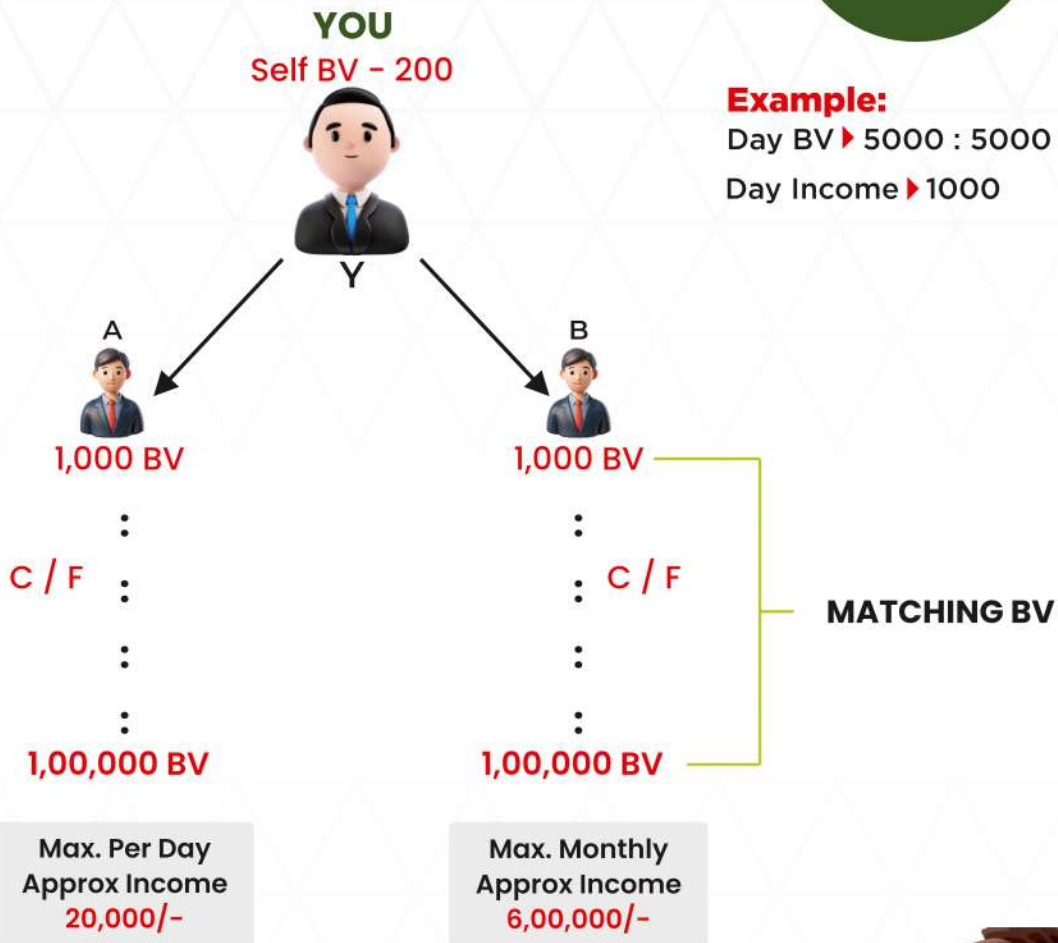 YOU
Self BV - 200
Example:
Day BV 5000 : 5000
Day Income 1000
Y
A
B
1,000 BV
1,000 BV
C / F
C / F
MATCHING BV
1,00,000 BV
1,00,000 BV
Max. Per Day
Approx Income
20,000/-
Max. Monthly
Approx Income
6,00,000/-